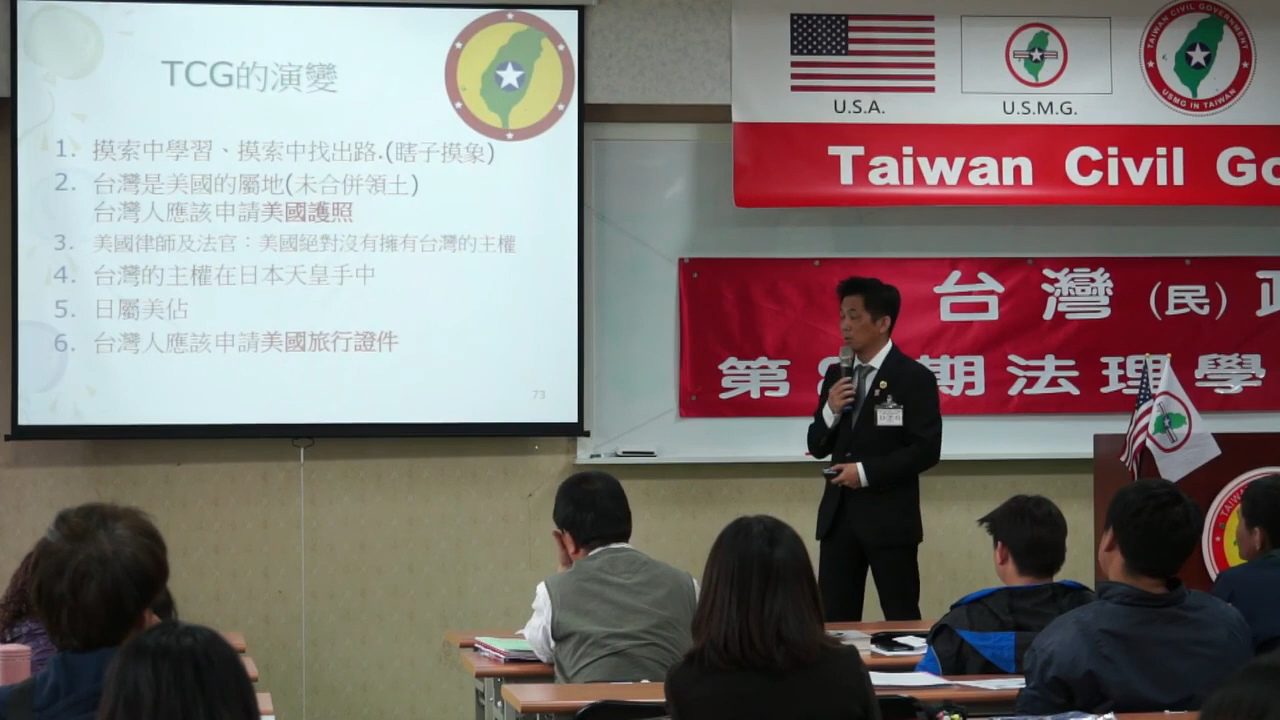 TCG的演變
1. 摸索中學習、摸索中找出路.(瞎子摸象)
2. 台灣是美國的屬地(未合併領土)
台灣人應該申請美國護照
3. 美國律師及法官：美國絕對沒有擁有台灣的主權
4. 台灣的主權在日本天皇手中
5. 日屬美佔
6. 台灣人應該申請美國旅行證件
73
U.S.A.
U.S.M.G.
TAIWAN CIVIL GOVERNMENT
USMG IN TAIWAN
Taiwan Civil Go
台灣(民)政
第 期法理學
TAIWAN